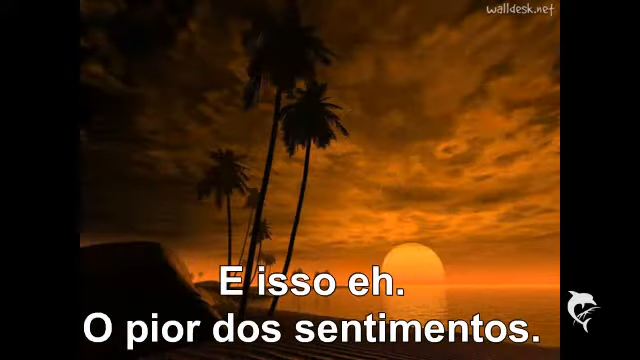 walldesk.net
E isso eh.
O pior dos sentimentos.